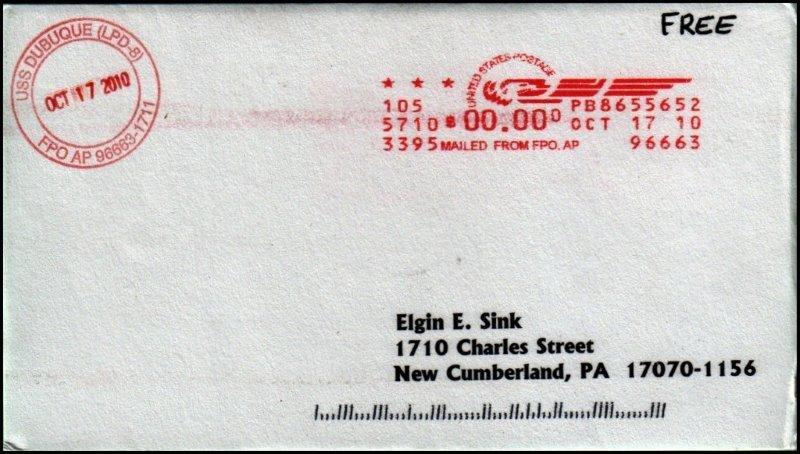 FREE
USS DUBUQUE (LPD-8)
OCT 17 2010
FPO AP 96663-1711
UNITED STATES POSTAGE
105 PB8655652
5710 $ 00.00⁰ OCT 17 10
3395 MAILED FROM FPO, AP 96663
Elgin E. Sink
1710 Charles Street
New Cumberland, PA 17070-1156